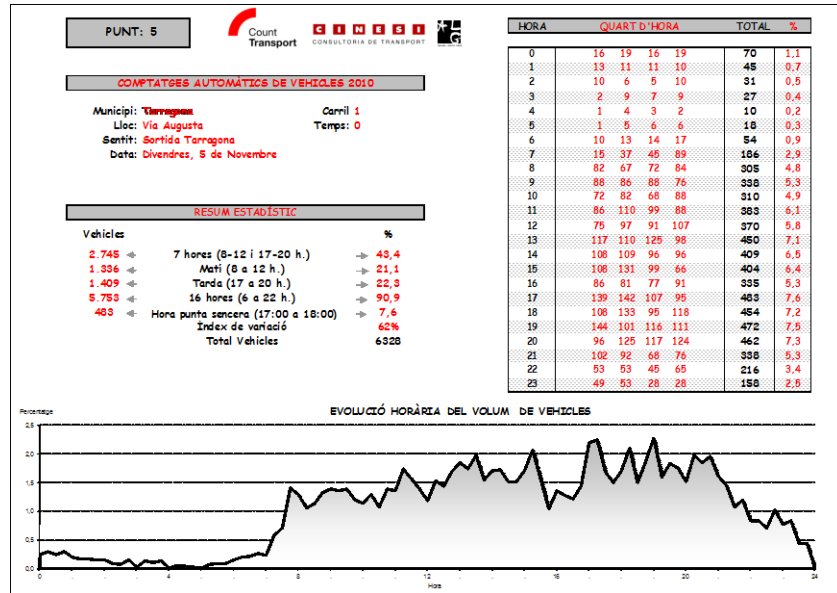 PUNT: 5
Count
Transport
CINESI
CONSULTORIA DE TRANSPORT
COMPTATGES AUTOMÀTICS DE VEHICLES 2010
Municipi: Tarragona Carril 1
Lloc: Via Augusta Temps: 0
Sentit: Sortida Tarragona
Data: Divendres, 5 de Novembre
RESUM ESTADÍSTIC
Vehicles %
2.745 7 hores (8-12 i 17-20 h.) 43,4
1.336 Matí (8 a 12 h.) 21,1
1.409 Tarda (17 a 20 h.) 22,3
5.753 16 hores (6 a 22 h.) 90,9
483 Hora punta sencera (17:00 a 18:00) 7,6
Índex de variació 62%
Total Vehicles 6328
HORA QUART D'HORA TOTAL %
0 16 19 16 19 70 1,1
1 13 11 11 10 45 0,7
2 10 6 5 10 31 0,5
3 2 9 7 9 27 0,4
4 1 4 3 2 10 0,2
5 1 5 6 6 18 0,3
6 10 13 14 17 54 0,9
7 15 37 45 89 186 2,9
8 82 67 72 84 305 4,8
9 88 86 88 76 338 5,3
10 72 82 68 88 310 4,9
11 86 110 99 88 383 6,1
12 75 97 91 107 370 5,8
13 117 110 125 98 450 7,1
14 108 109 96 96 409 6,5
15 108 131 99 66 404 6,4
16 86 81 77 91 335 5,3
17 139 142 107 95 483 7,6
18 108 133 95 118 454 7,2
19 144 101 116 111 472 7,5
20 96 125 117 124 462 7,3
21 102 92 68 76 338 5,3
22 53 53 45 65 216 3,4
23 49 53 28 28 158 2,5
EVOLUCIÓ HORÀRIA DEL VOLUM DE VEHICLES
Percentatge
2,5
2,0
1,5
1,0
0,5
0,0
0 4 8 12 16 20 24
Hora